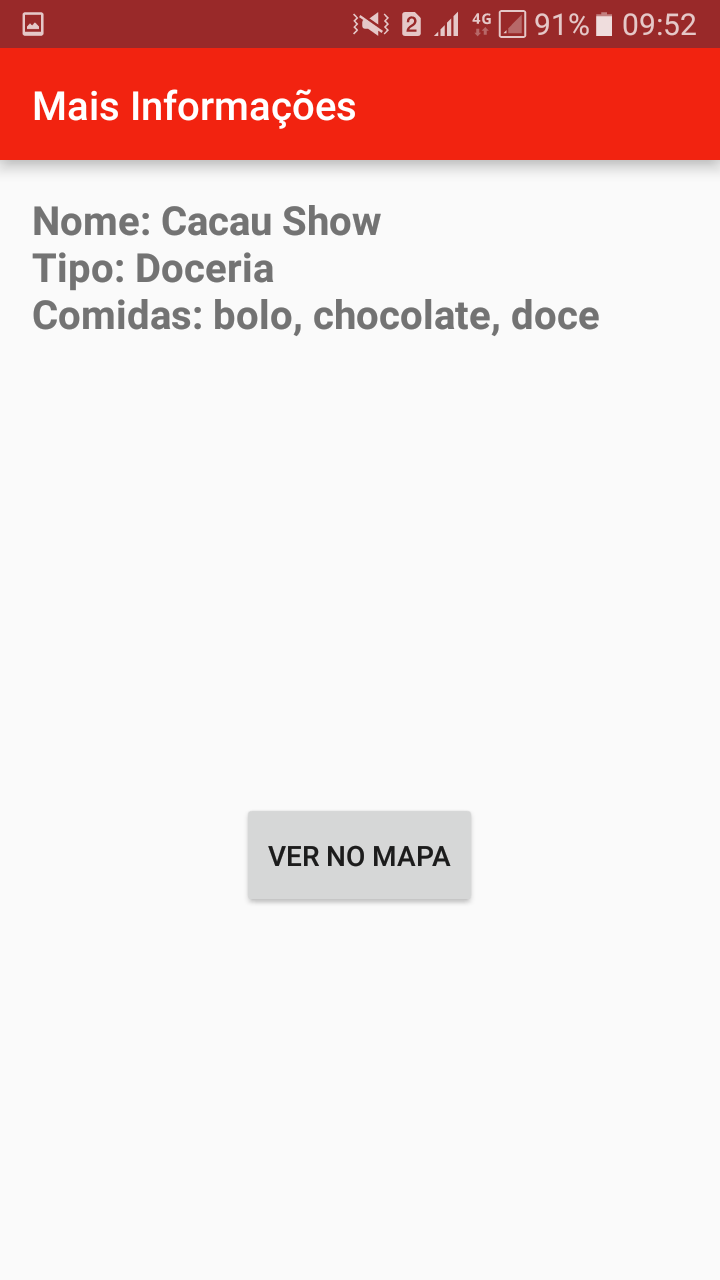 2 4G 91% 09:52
Mais Informações
Nome: Cacau Show
Tipo: Doceria
Comidas: bolo, chocolate, doce
VER NO MAPA